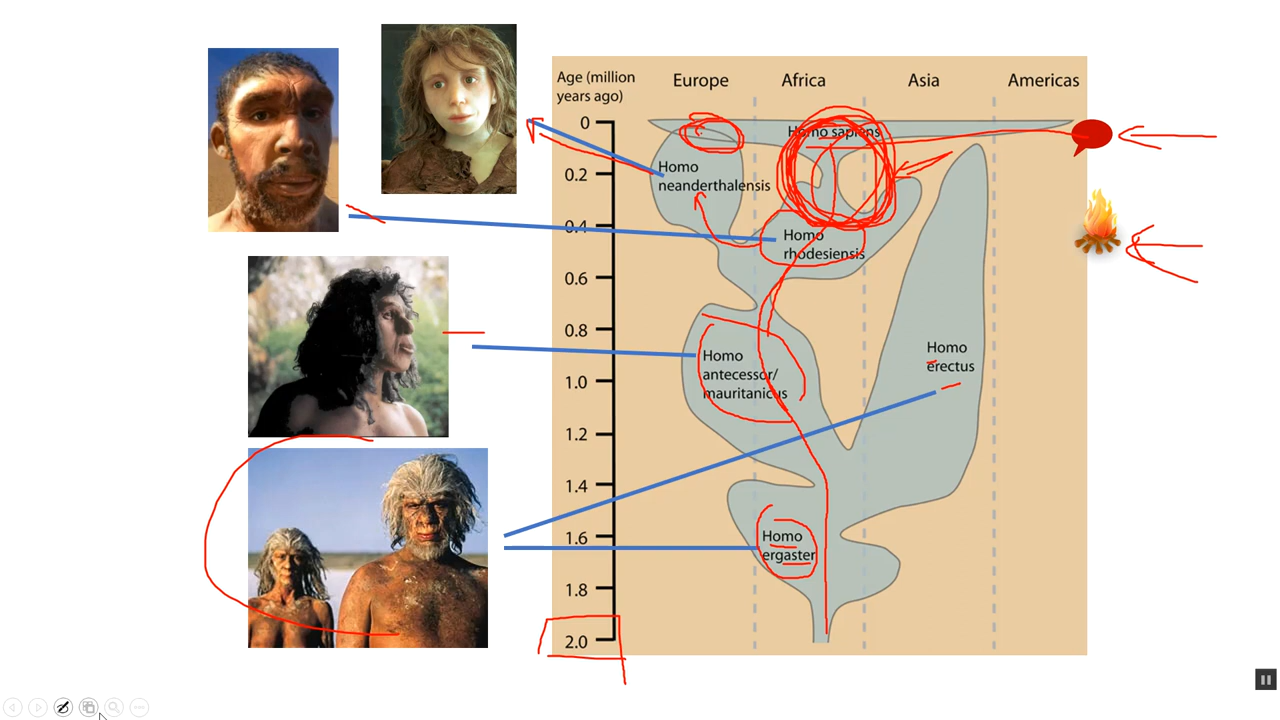 Age (million
years ago)
Europe
Africa
Asia
Americas
0
Homo sapiens
Homo
neanderthalensis
0.2
0.4
Homo
rhodesiensis
0.6
0.8
Homo
antecessor/
mauritanicus
Homo
erectus
1.0
1.2
1.4
1.6
Homo
ergaster
1.8
2.0